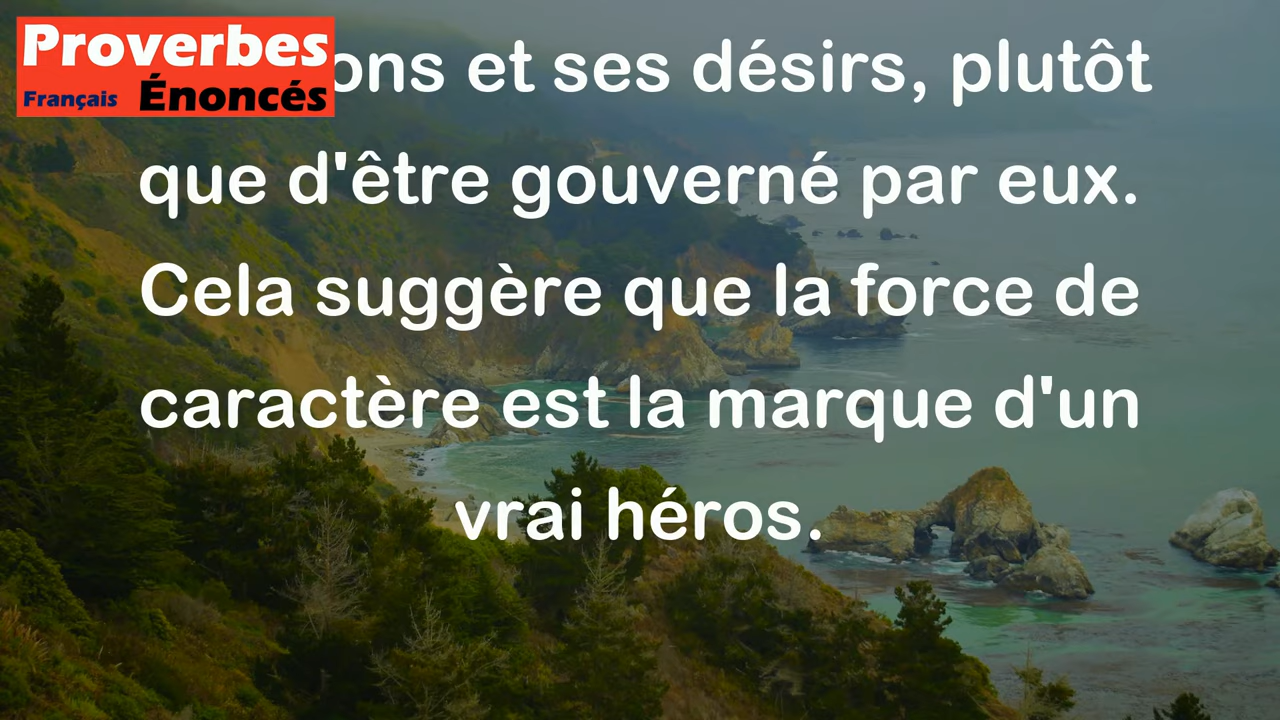 Proverbes
Français Énoncés
et ses désirs, plutôt
que d'être gouverné par eux.
Cela suggère que la force de
caractère est la marque d'un
vrai héros.